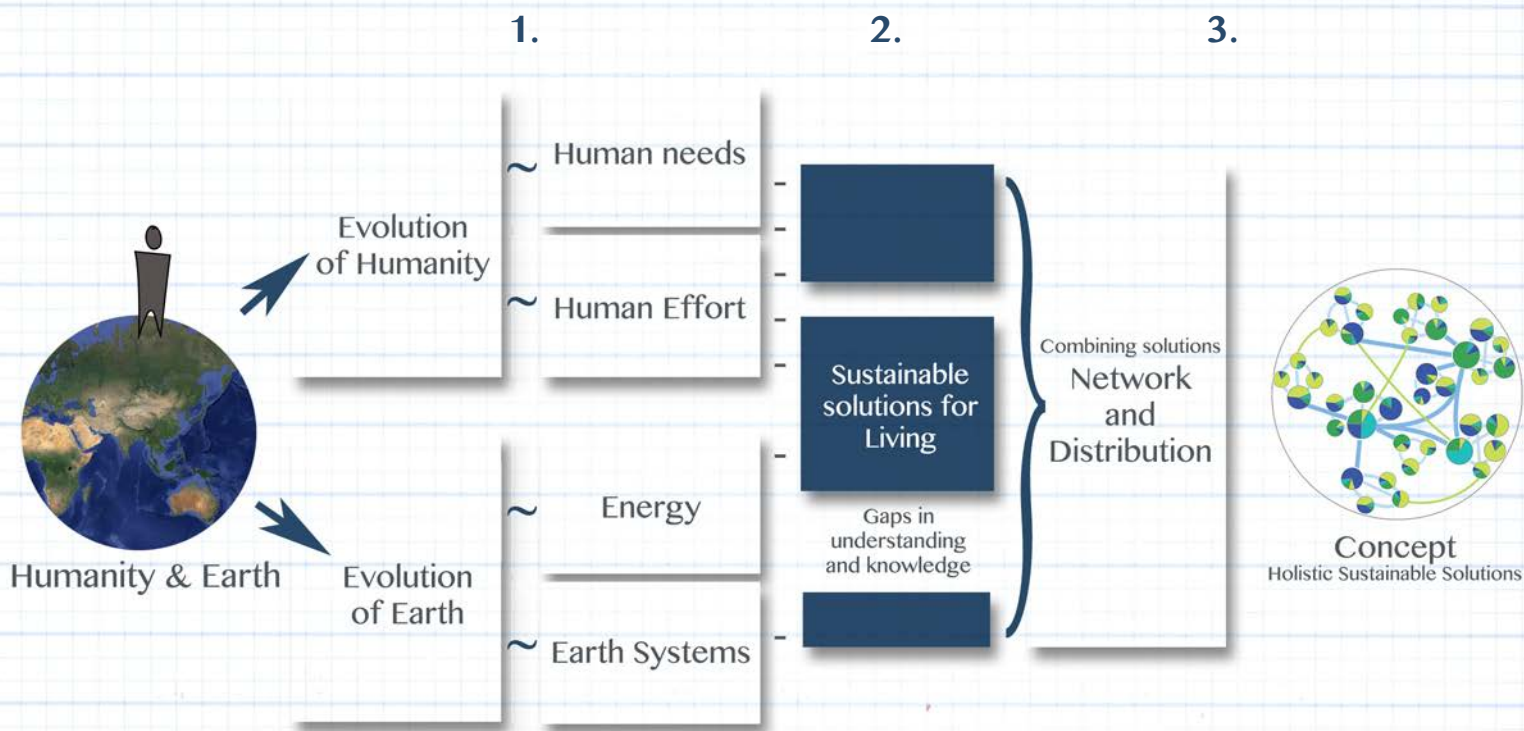 1.
2.
3.
Humanity & Earth
Evolution
of Humanity
Evolution
of Earth
~ Human needs
~ Human Effort
~ Energy
~ Earth Systems
Sustainable
solutions for
Living
Gaps in
understanding
and knowledge
Combining solutions
Network
and
Distribution
Concept
Holistic Sustainable Solutions